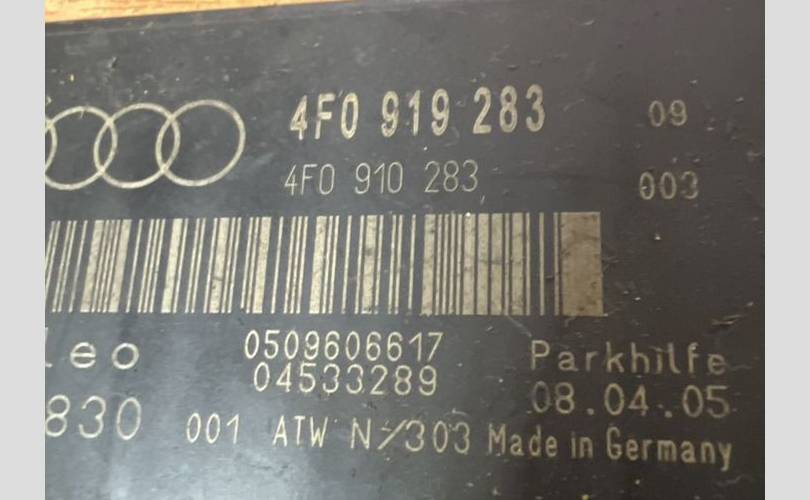 4F0 919 283 09
4F0 910 283 003
leo 0509606617 Parkhilfe
04533289 08.04.05
830 001 ATW N/303 Made in Germany